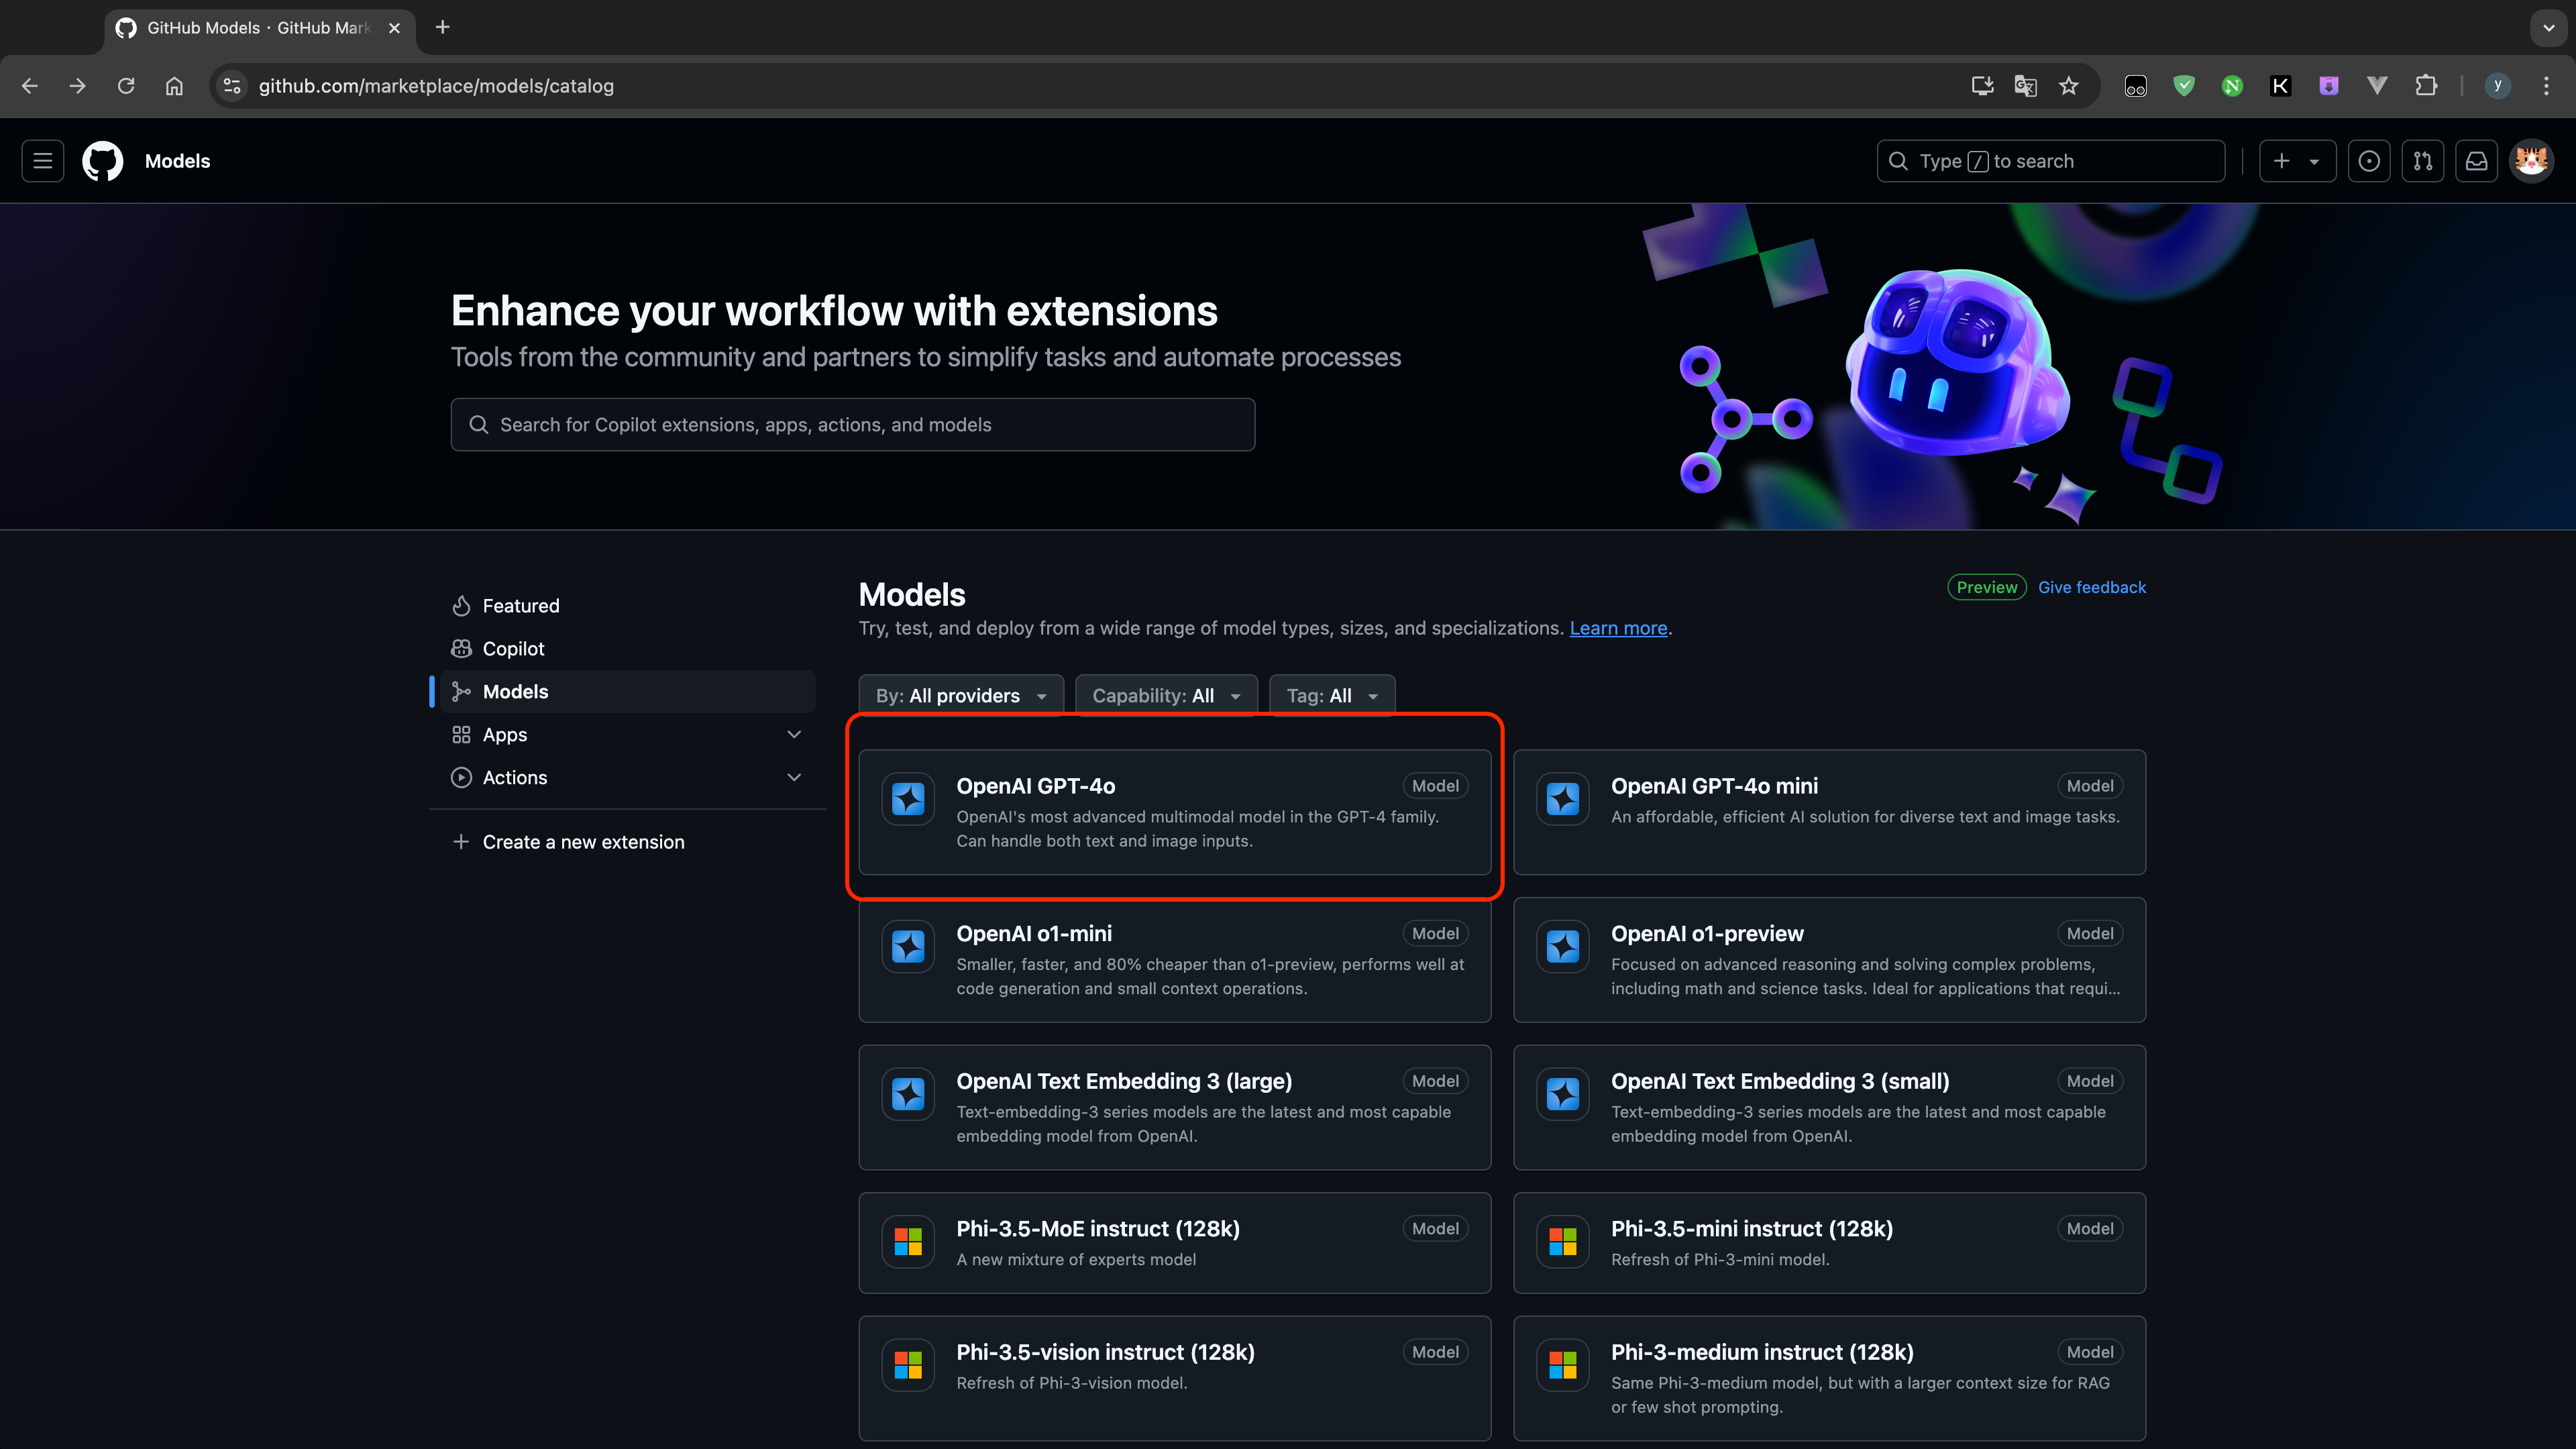 GitHub Models · GitHub Mark
github.com/marketplace/models/catalog
y
Models
Type / to search
Enhance your workflow with extensions
Tools from the community and partners to simplify tasks and automate processes
Search for Copilot extensions, apps, actions, and models
Featured
Copilot
Models
Apps
Actions
Create a new extension
Models
Preview
Give feedback
Try, test, and deploy from a wide range of model types, sizes, and specializations. Learn more.
By: All providers
Capability: All
Tag: All
OpenAI GPT-4o
Model
OpenAI's most advanced multimodal model in the GPT-4 family.
Can handle both text and image inputs.
OpenAI GPT-4o mini
Model
An affordable, efficient AI solution for diverse text and image tasks.
OpenAI o1-mini
Model
Smaller, faster, and 80% cheaper than o1-preview, performs well at
code generation and small context operations.
OpenAI o1-preview
Model
Focused on advanced reasoning and solving complex problems,
including math and science tasks. Ideal for applications that requi...
OpenAI Text Embedding 3 (large)
Model
Text-embedding-3 series models are the latest and most capable
embedding model from OpenAI.
OpenAI Text Embedding 3 (small)
Model
Text-embedding-3 series models are the latest and most capable
embedding model from OpenAI.
Phi-3.5-MoE instruct (128k)
Model
A new mixture of experts model
Phi-3.5-mini instruct (128k)
Model
Refresh of Phi-3-mini model.
Phi-3.5-vision instruct (128k)
Model
Refresh of Phi-3-vision model.
Phi-3-medium instruct (128k)
Model
Same Phi-3-medium model, but with a larger context size for RAG
or few shot prompting.